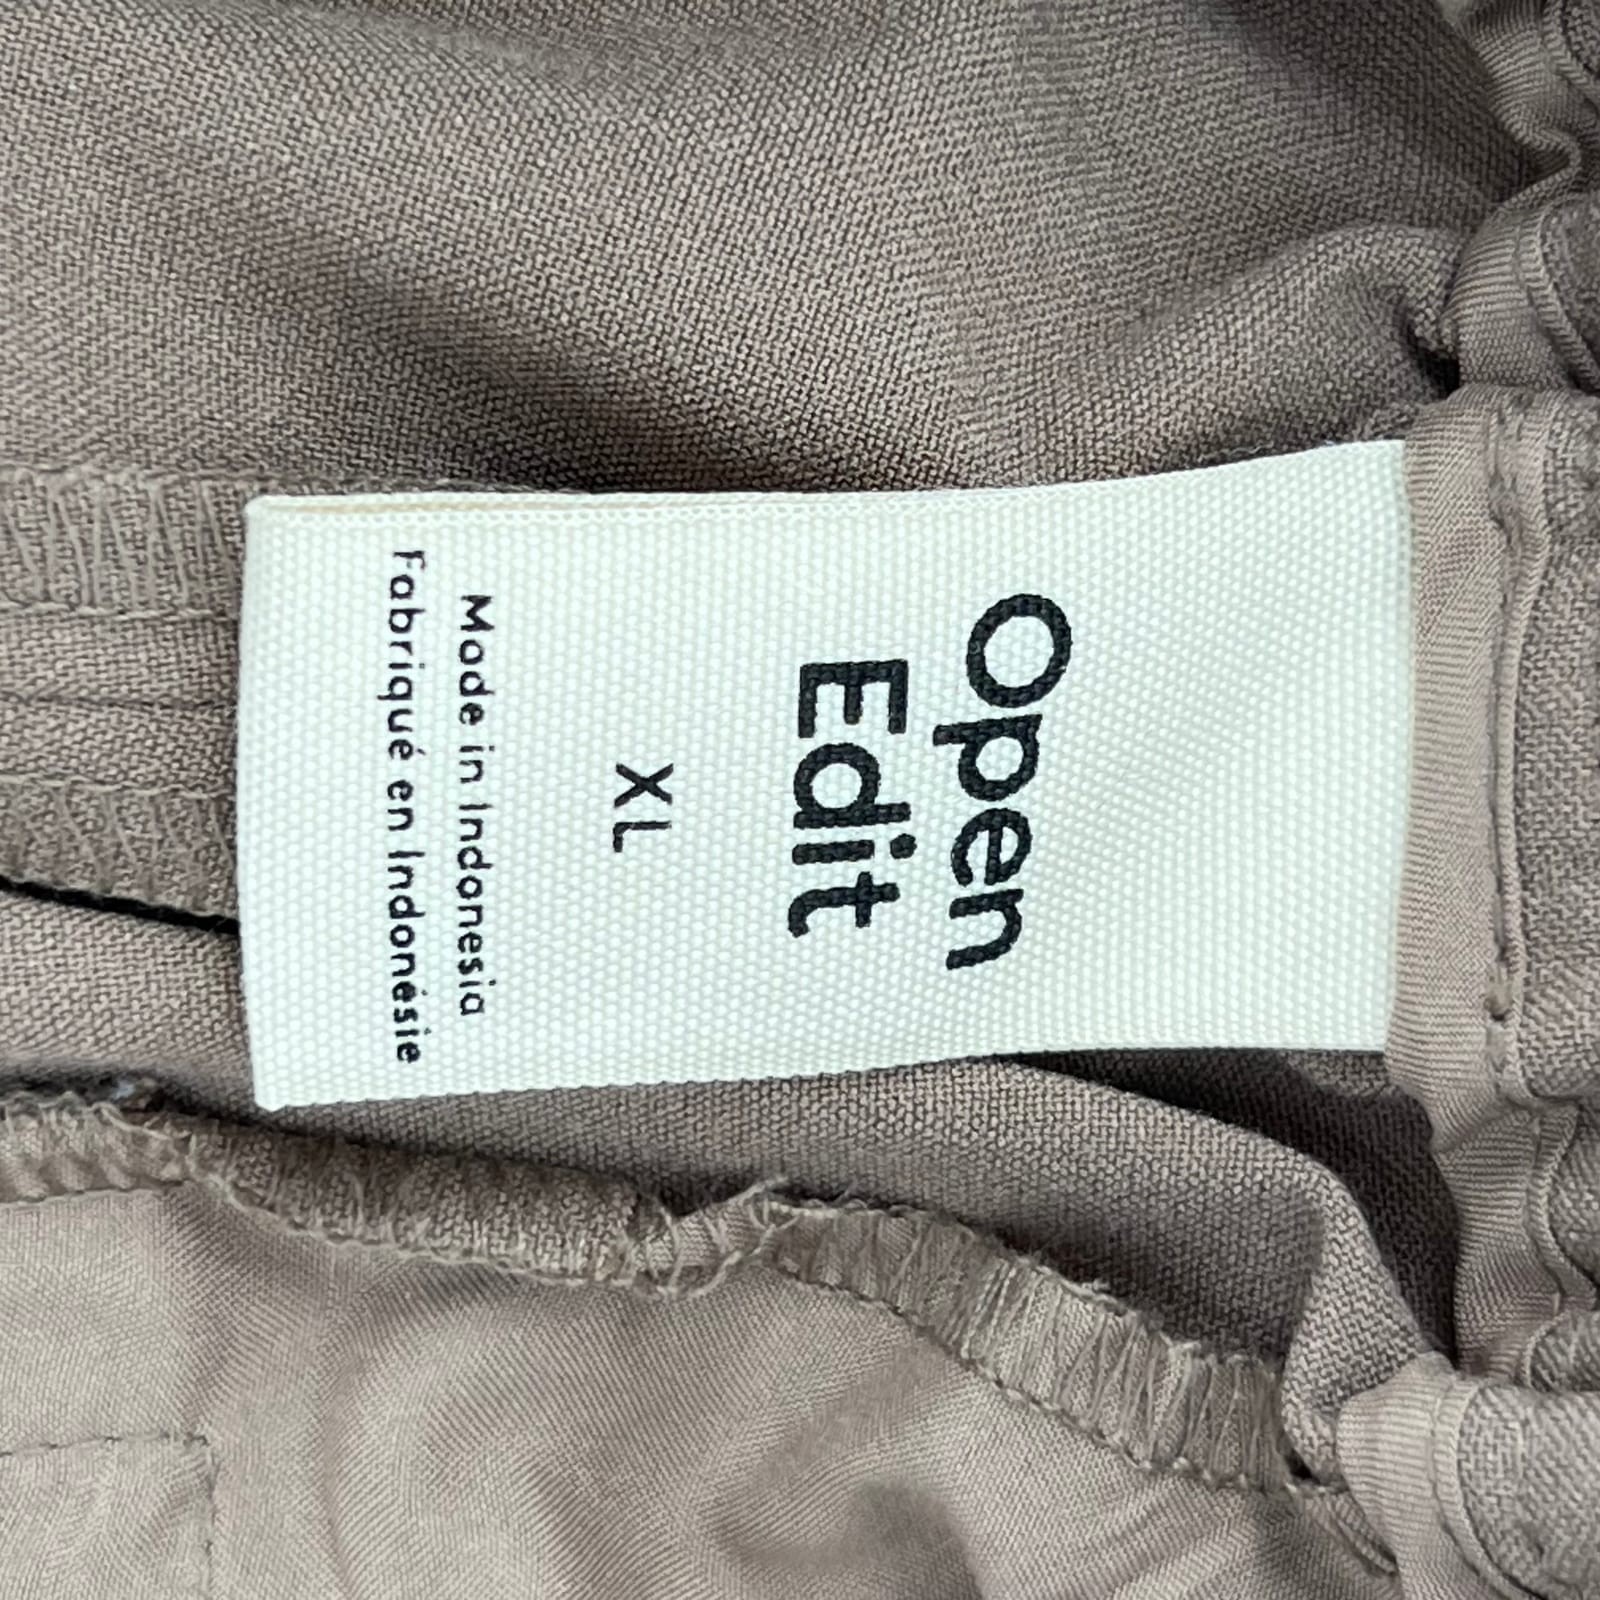 Open
Edit
XL
Made in Indonesia
Fabriqué en Indonésie